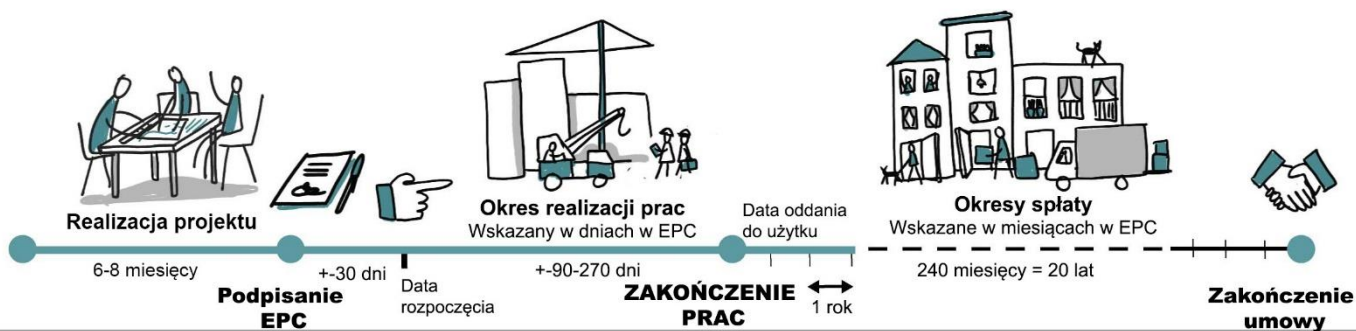 Realizacja projektu
6-8 miesięcy
Podpisanie
EPC
+-30 dni
Data
rozpoczęcia
Okres realizacji prac
Wskazany w dniach w EPC
+-90-270 dni
ZAKOŃCZENIE
PRAC
Data oddania
do użytku
1 rok
Okresy spłaty
Wskazane w miesiącach w EPC
240 miesięcy = 20 lat
Zakończenie
umowy